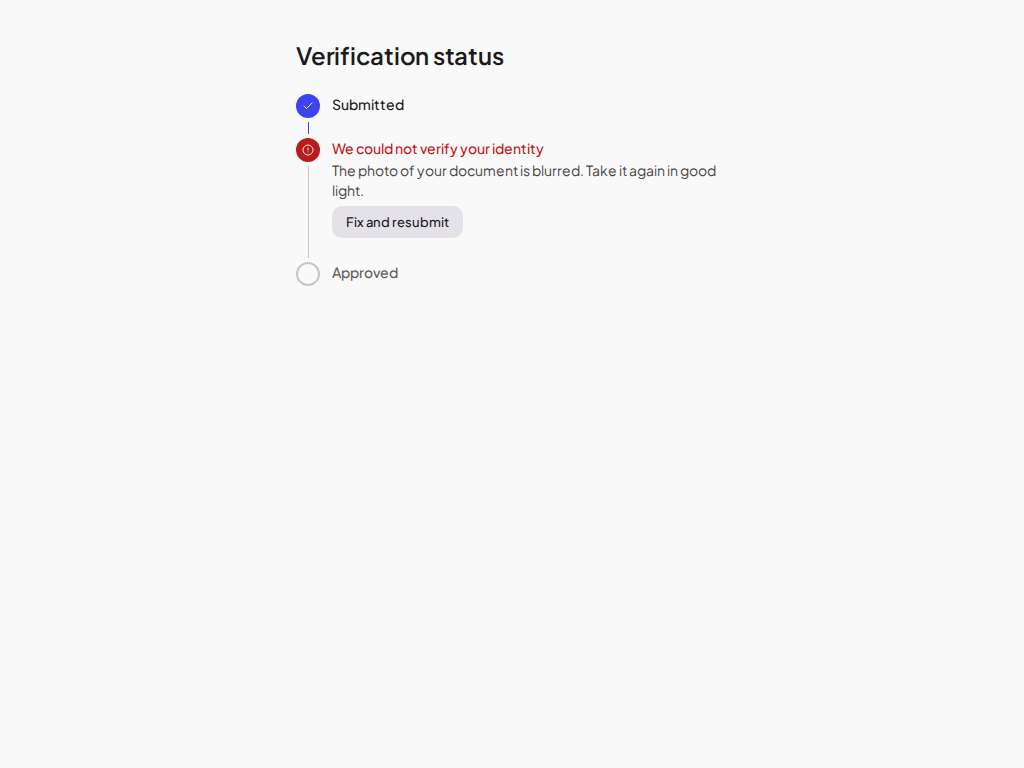 Verification status
Submitted
We could not verify your identity
The photo of your document is blurred. Take it again in good
light.
Fix and resubmit
Approved